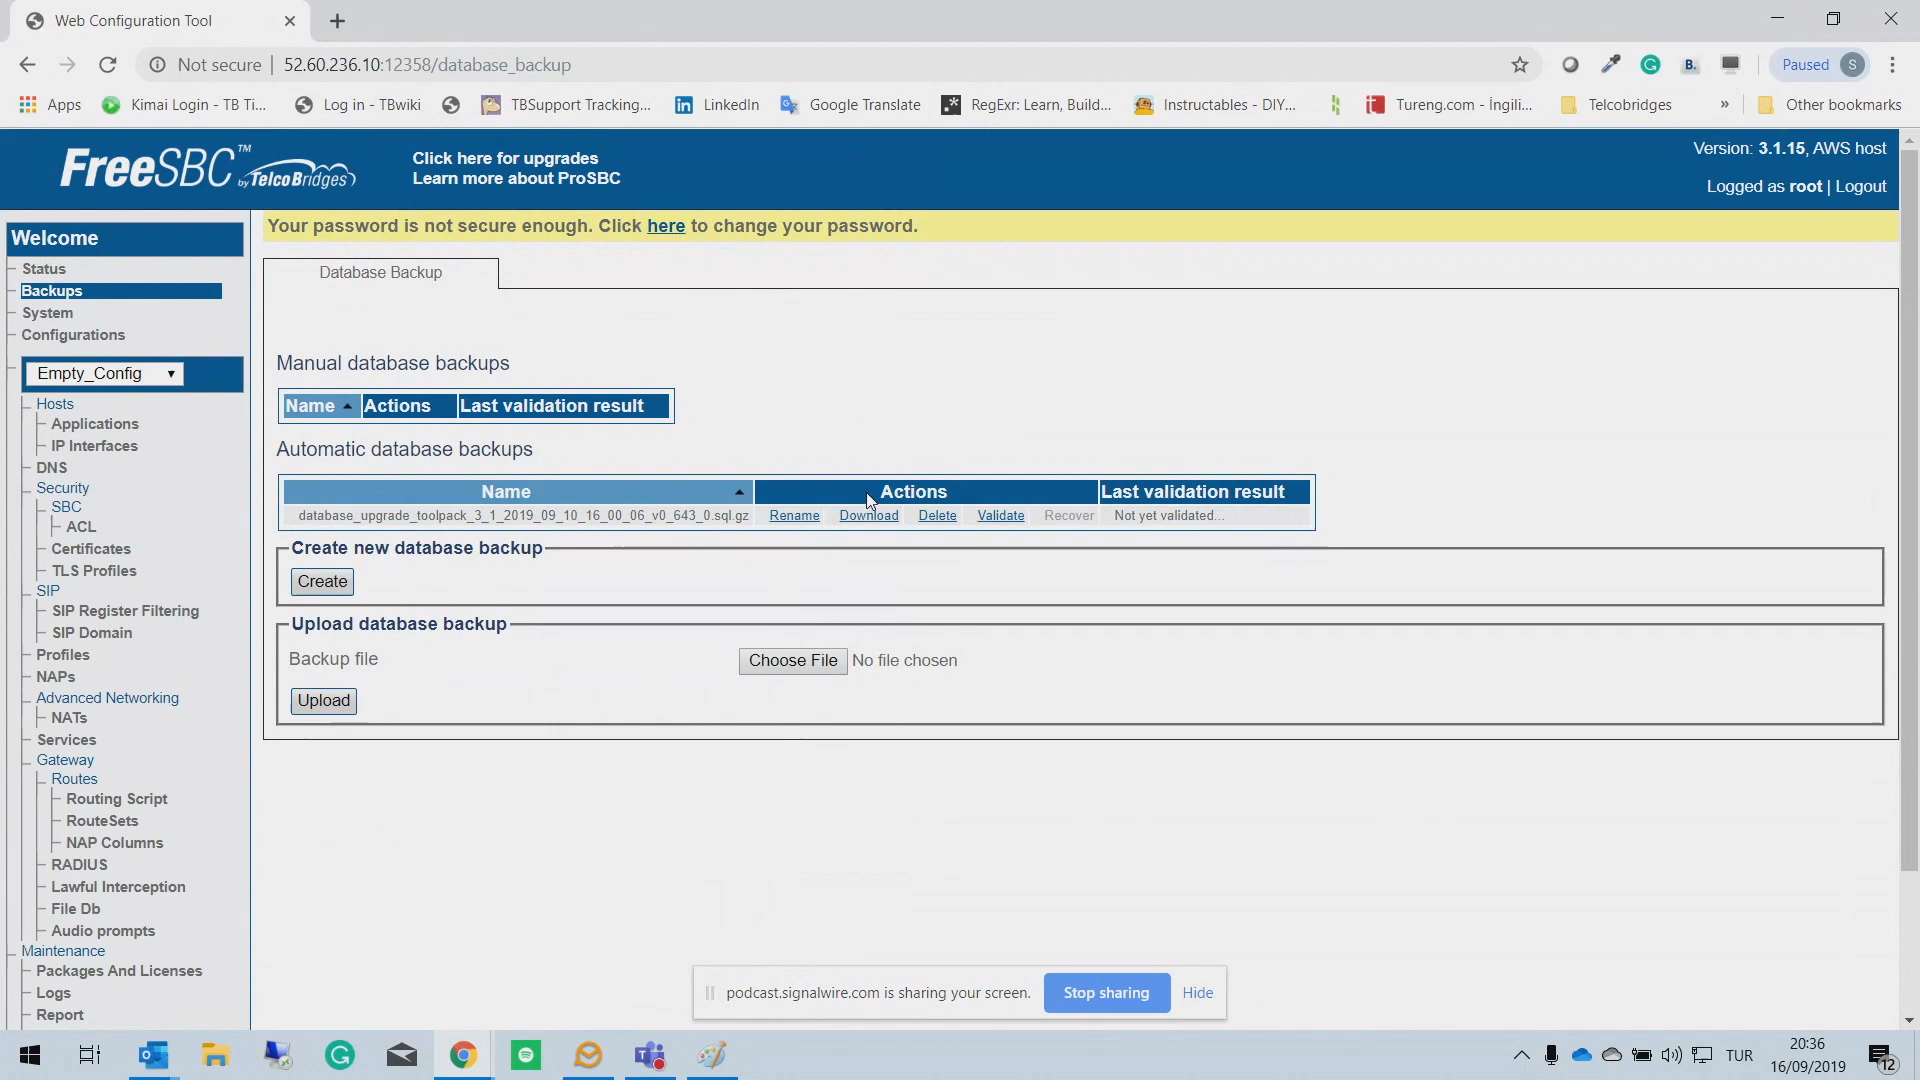 Web Configuration Tool
Not secure | 52.60.236.10:12358/database_backup
Paused S
Apps Kimai Login - TB Ti... Log in - TBwiki TBSupport Tracking... LinkedIn Google Translate RegExr: Learn, Build... Instructables - DIY... Tureng.com - İngili... Telcobridges » Other bookmarks
FreeSBC™ by TelcoBridges
Click here for upgrades
Learn more about ProSBC
Version: 3.1.15, AWS host
Logged as root | Logout
Welcome
Status
Backups
System
Configurations
Empty_Config
Hosts
Applications
IP Interfaces
DNS
Security
SBC
ACL
Certificates
TLS Profiles
SIP
SIP Register Filtering
SIP Domain
Profiles
NAPs
Advanced Networking
NATs
Services
Gateway
Routes
Routing Script
RouteSets
NAP Columns
RADIUS
Lawful Interception
File Db
Audio prompts
Maintenance
Packages And Licenses
Logs
Report
Your password is not secure enough. Click here to change your password.
Database Backup
Manual database backups
Name Actions Last validation result
Automatic database backups
Name Actions Last validation result
database_upgrade_toolpack_3_1_2019_09_10_16_00_06_v0_643_0.sql.gz Rename Download Delete Validate Recover Not yet validated...
Create new database backup
Create
Upload database backup
Backup file Choose File No file chosen
Upload
podcast.signalwire.com is sharing your screen. Stop sharing Hide
TUR
20:36
16/09/2019
12